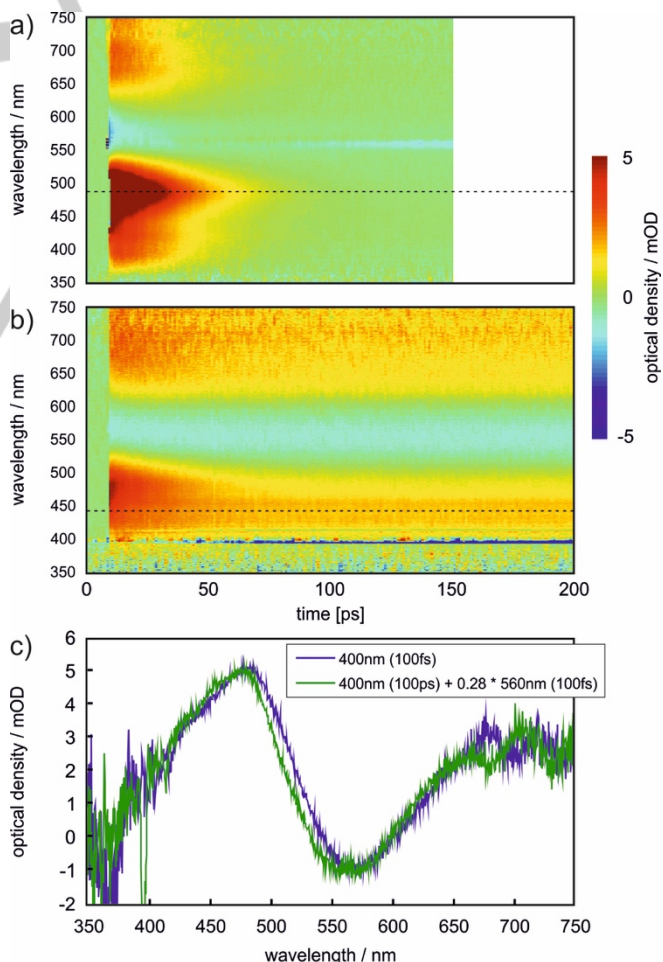 a)
750
700
650
600
550
500
450
400
350
wavelength / nm
5
0
-5
optical density / mOD
b)
750
700
650
600
550
500
450
400
350
wavelength / nm
0 50 100 150 200
time [ps]
c)
6
5
4
3
2
1
0
-1
-2
optical density / mOD
400nm (100fs)
400nm (100ps) + 0.28 * 560nm (100fs)
350 400 450 500 550 600 650 700 750
wavelength / nm